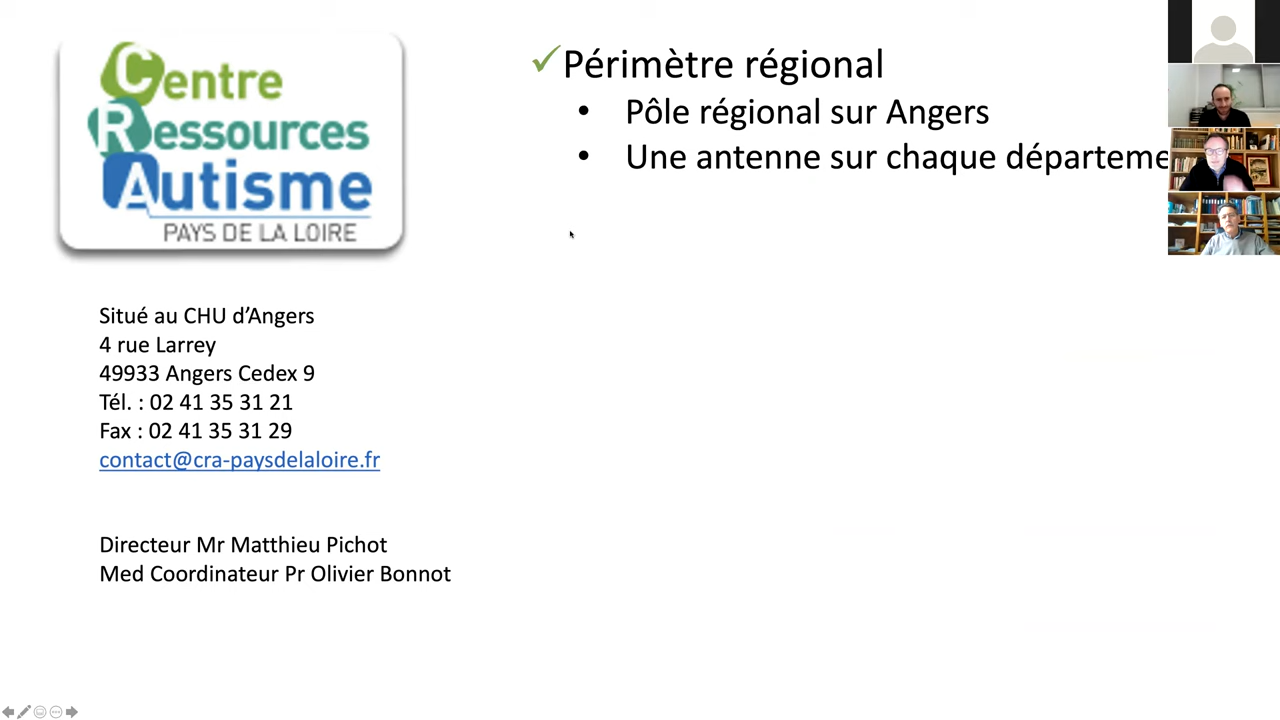 Centre
Ressources
Autisme
PAYS DE LA LOIRE
✓Périmètre régional
• Pôle régional sur Angers
• Une antenne sur chaque départeme
Situé au CHU d’Angers
4 rue Larrey
49933 Angers Cedex 9
Tél. : 02 41 35 31 21
Fax : 02 41 35 31 29
contact@cra-paysdelaloire.fr
Directeur Mr Matthieu Pichot
Med Coordinateur Pr Olivier Bonnot